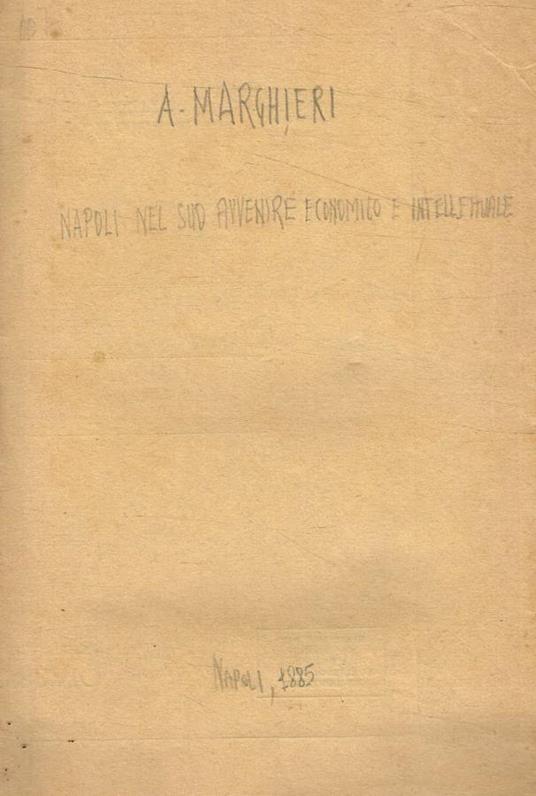 A. MARGHIERI
NAPOLI NEL SUO AVVENIRE ECONOMICO E INTELLETTUALE
NAPOLI, 1885